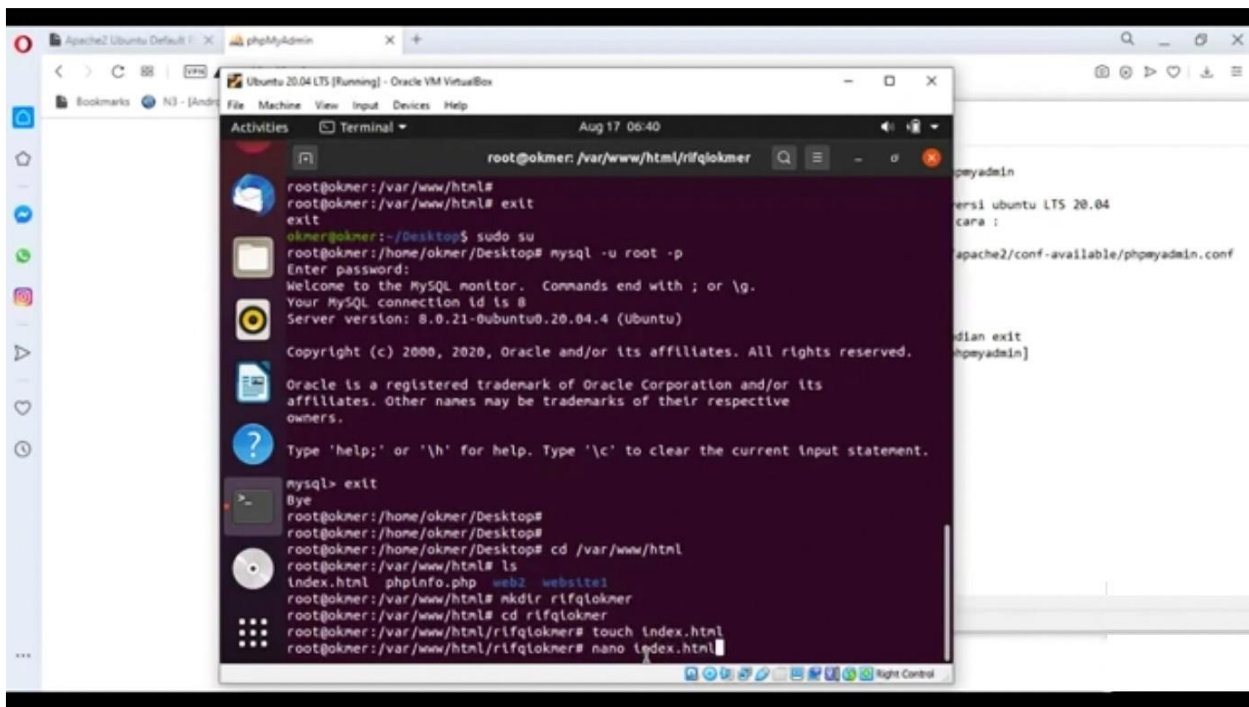 Apache2 Ubuntu Default P
phpMyAdmin
VPN
Bookmarks
N3 - [Andro
Ubuntu 20.04 LTS [Running] - Oracle VM VirtualBox
File Machine View Input Devices Help
Activities Terminal Aug 17 06:40
root@okmer: /var/www/html/rifqiokmer
root@okmer:/var/www/html#
root@okmer:/var/www/html# exit
exit
okmer@okmer:~/Desktop$ sudo su
root@okmer:/home/okmer/Desktop# mysql -u root -p
Enter password:
Welcome to the MySQL monitor.  Commands end with ; or \g.
Your MySQL connection id is 8
Server version: 8.0.21-0ubuntu0.20.04.4 (Ubuntu)
Copyright (c) 2000, 2020, Oracle and/or its affiliates. All rights reserved.
Oracle is a registered trademark of Oracle Corporation and/or its
affiliates. Other names may be trademarks of their respective
owners.
Type 'help;' or '\h' for help. Type '\c' to clear the current input statement.
mysql> exit
Bye
root@okmer:/home/okmer/Desktop#
root@okmer:/home/okmer/Desktop#
root@okmer:/home/okmer/Desktop# cd /var/www/html
root@okmer:/var/www/html# ls
index.html  phpinfo.php  web2  website1
root@okmer:/var/www/html# mkdir rifqiokmer
root@okmer:/var/www/html# cd rifqiokmer
root@okmer:/var/www/html/rifqiokmer# touch index.html
root@okmer:/var/www/html/rifqiokmer# nano index.html
Right Control
pmyadmin
ersi ubuntu LTS 20.04
cara :
apache2/conf-available/phpmyadmin.conf
dian exit
hpmyadmin]